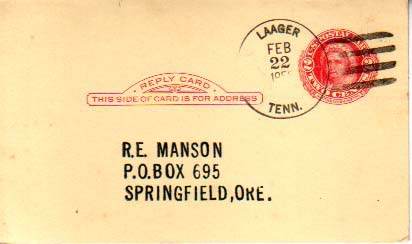 LAAGER
FEB
22
TENN.
REPLY CARD
THIS SIDE OF CARD IS FOR ADDRESS
R.E. MANSON
P.O.BOX 695
SPRINGFIELD,ORE.